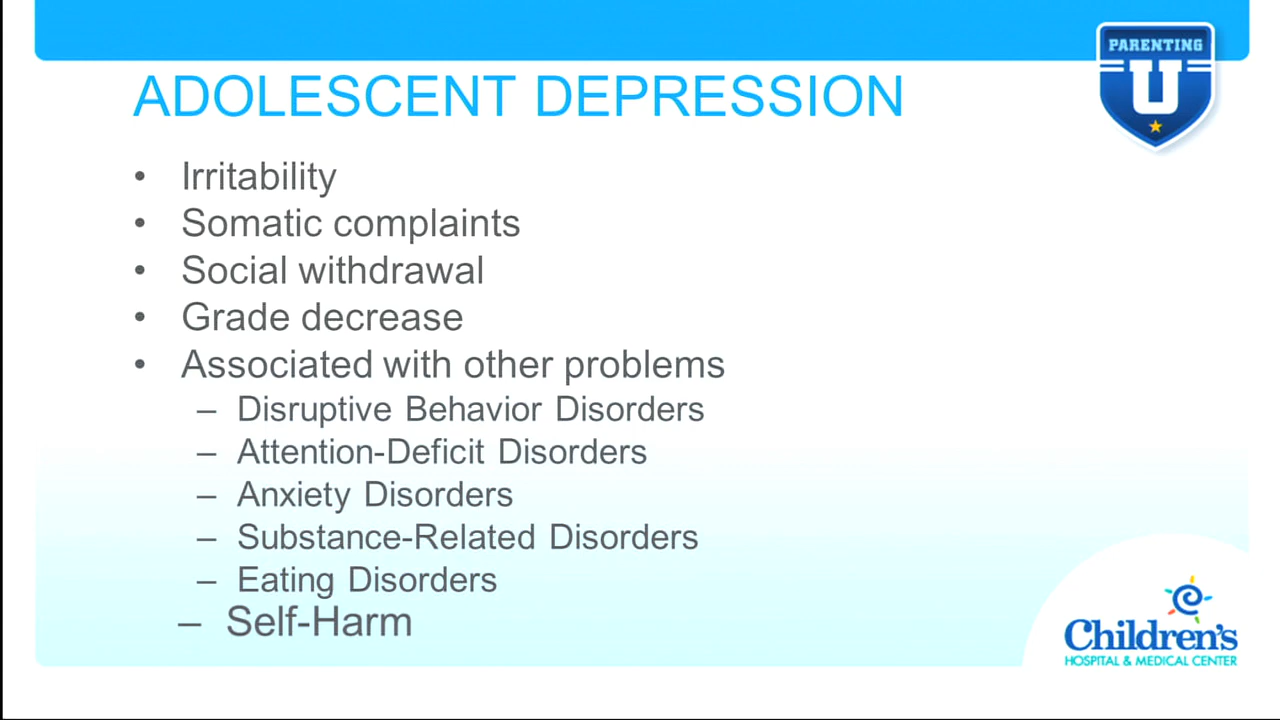 PARENTING
U
ADOLESCENT DEPRESSION
• Irritability
• Somatic complaints
• Social withdrawal
• Grade decrease
• Associated with other problems
– Disruptive Behavior Disorders
– Attention-Deficit Disorders
– Anxiety Disorders
– Substance-Related Disorders
– Eating Disorders
– Self-Harm
Children's
HOSPITAL & MEDICAL CENTER